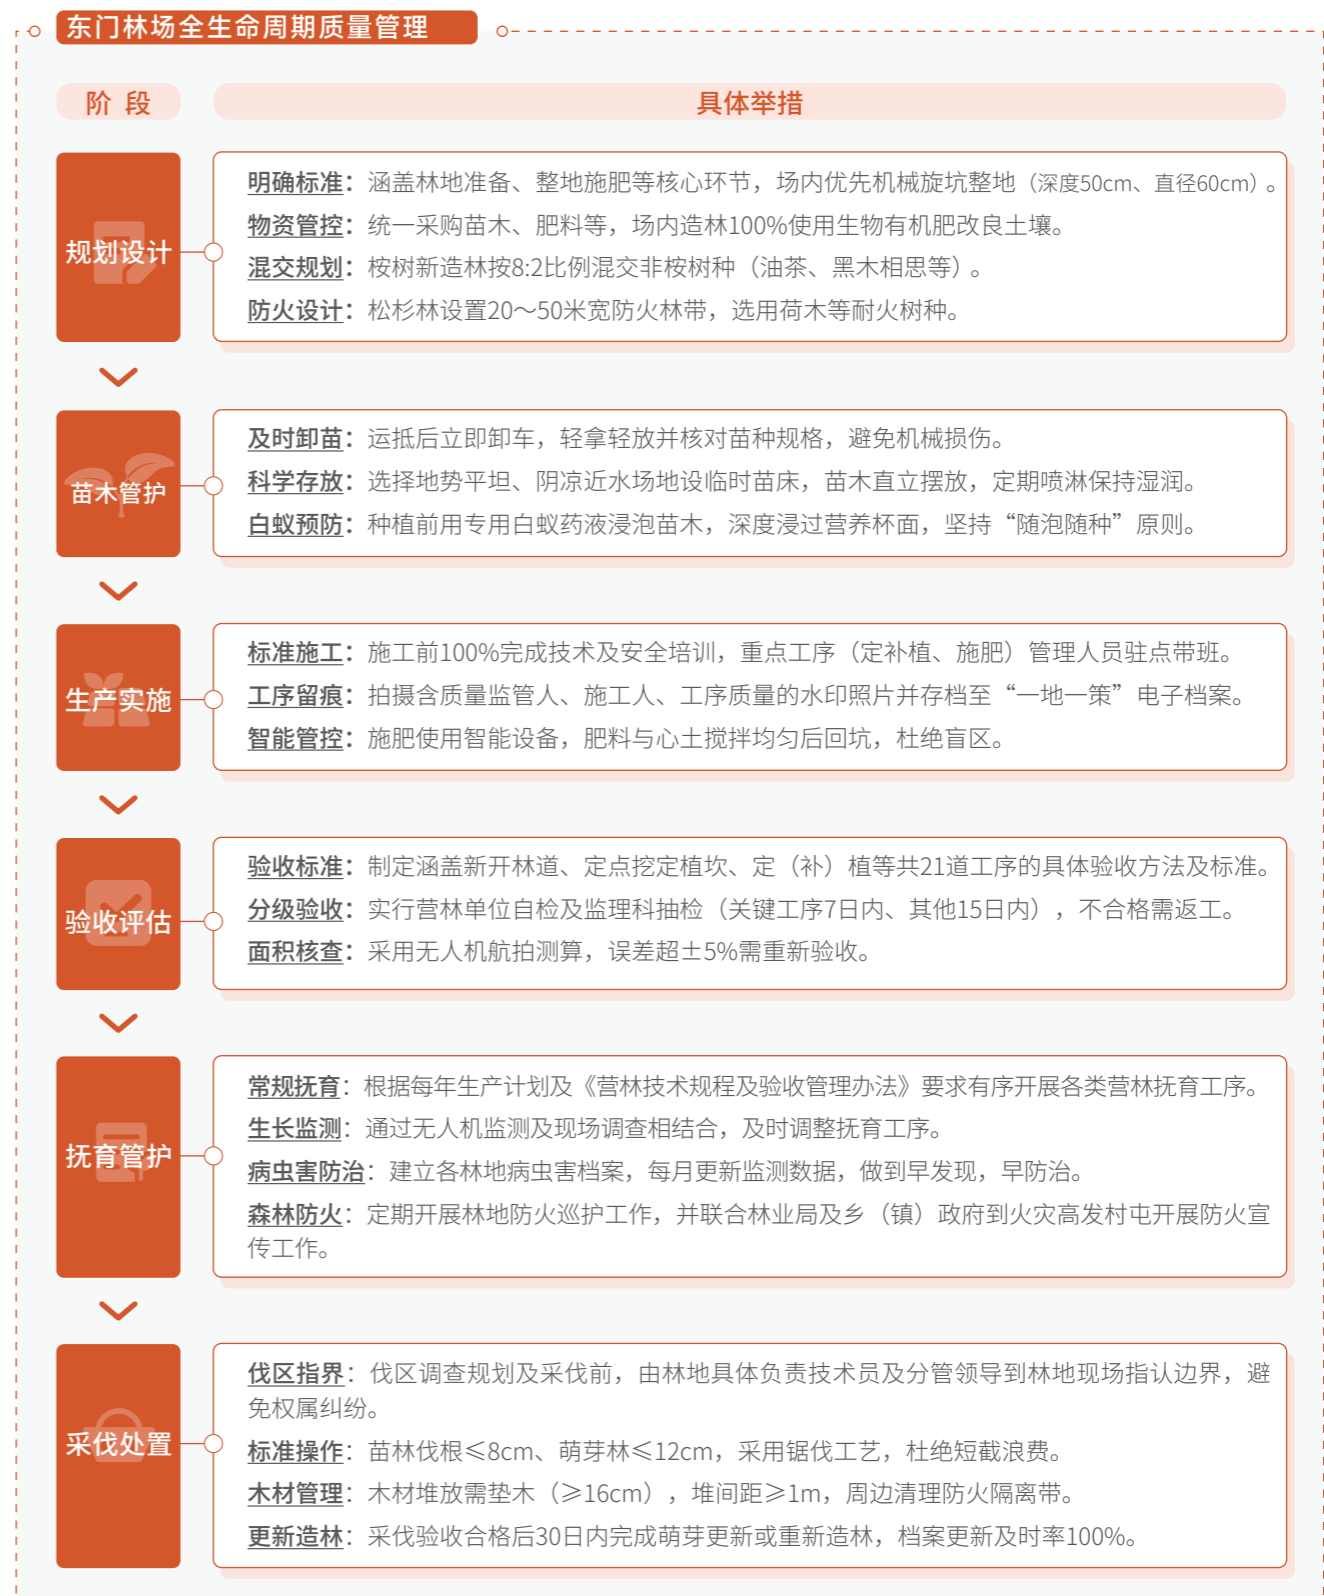 东门林场全生命周期质量管理
阶 段
具体举措
规划设计
明确标准：涵盖林地准备、整地施肥等核心环节，场内优先机械旋坑整地（深度50cm、直径60cm）。
物资管控：统一采购苗木、肥料等，场内造林100%使用生物有机肥改良土壤。
混交规划：桉树新造林按8:2比例混交非桉树种（油茶、黑木相思等）。
防火设计：松杉林设置20～50米宽防火林带，选用荷木等耐火树种。
苗木管护
及时卸苗：运抵后立即卸车，轻拿轻放并核对苗种规格，避免机械损伤。
科学存放：选择地势平坦、阴凉近水场地设临时苗床，苗木直立摆放，定期喷淋保持湿润。
白蚁预防：种植前用专用白蚁药液浸泡苗木，深度浸过营养杯面，坚持“随泡随种”原则。
生产实施
标准施工：施工前100%完成技术及安全培训，重点工序（定补植、施肥）管理人员驻点带班。
工序留痕：拍摄含质量监管人、施工人、工序质量的水印照片并存档至“一地一策”电子档案。
智能管控：施肥使用智能设备，肥料与心土搅拌均匀后回坑，杜绝盲区。
验收评估
验收标准：制定涵盖新开林道、定点挖定植坎、定（补）植等共21道工序的具体验收方法及标准。
分级验收：实行营林单位自检及监理科抽检（关键工序7日内、其他15日内），不合格需返工。
面积核查：采用无人机航拍测算，误差超±5%需重新验收。
抚育管护
常规抚育：根据每年生产计划及《营林技术规程及验收管理办法》要求有序开展各类营林抚育工序。
生长监测：通过无人机监测及现场调查相结合，及时调整抚育工序。
病虫害防治：建立各林地病虫害档案，每月更新监测数据，做到早发现，早防治。
森林防火：定期开展林地防火巡护工作，并联合林业局及乡（镇）政府到火灾高发村屯开展防火宣
传工作。
采伐处置
伐区指界：伐区调查规划及采伐前，由林地具体负责技术员及分管领导到林地现场指认边界，避
免权属纠纷。
标准操作：苗林伐根≤8cm、萌芽林≤12cm，采用锯伐工艺，杜绝短截浪费。
木材管理：木材堆放需垫木（≥16cm），堆间距≥1m，周边清理防火隔离带。
更新造林：采伐验收合格后30日内完成萌芽更新或重新造林，档案更新及时率100%。